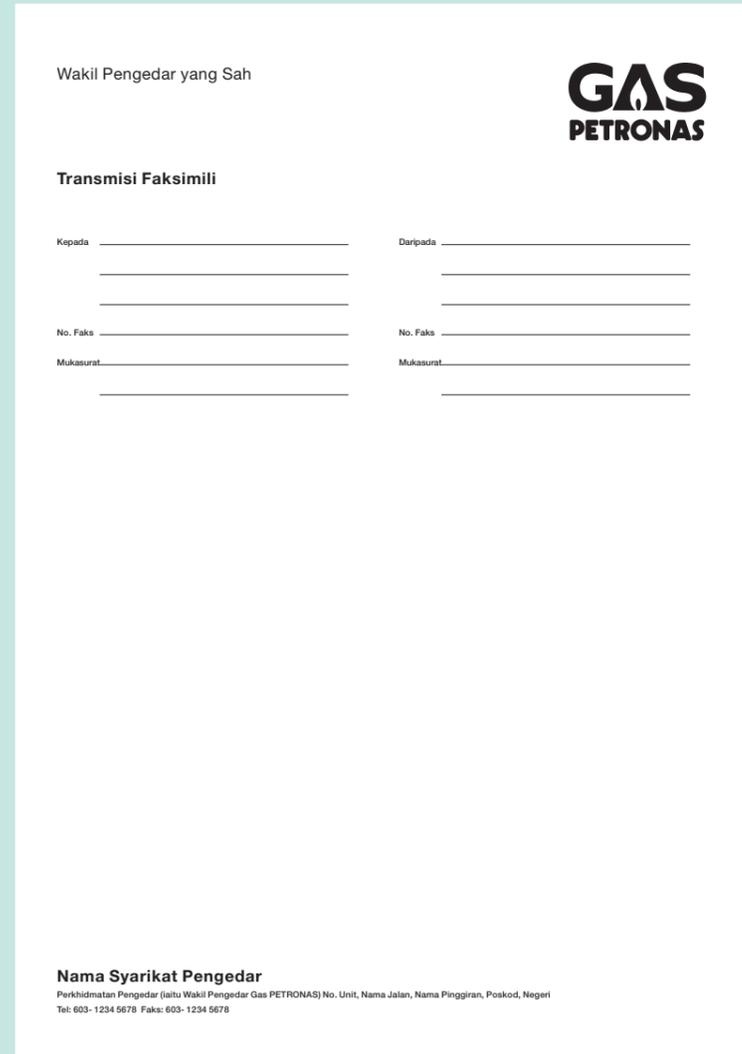 Wakil Pengedar yang Sah
GAS
PETRONAS
Transmisi Faksimili
Kepada
Daripada
No. Faks
No. Faks
Mukasurat
Mukasurat
Nama Syarikat Pengedar
Perkhidmatan Pengedar (iaitu Wakil Pengedar Gas PETRONAS) No. Unit, Nama Jalan, Nama Pinggiran, Poskod, Negeri
Tel: 603- 1234 5678  Faks: 603- 1234 5678